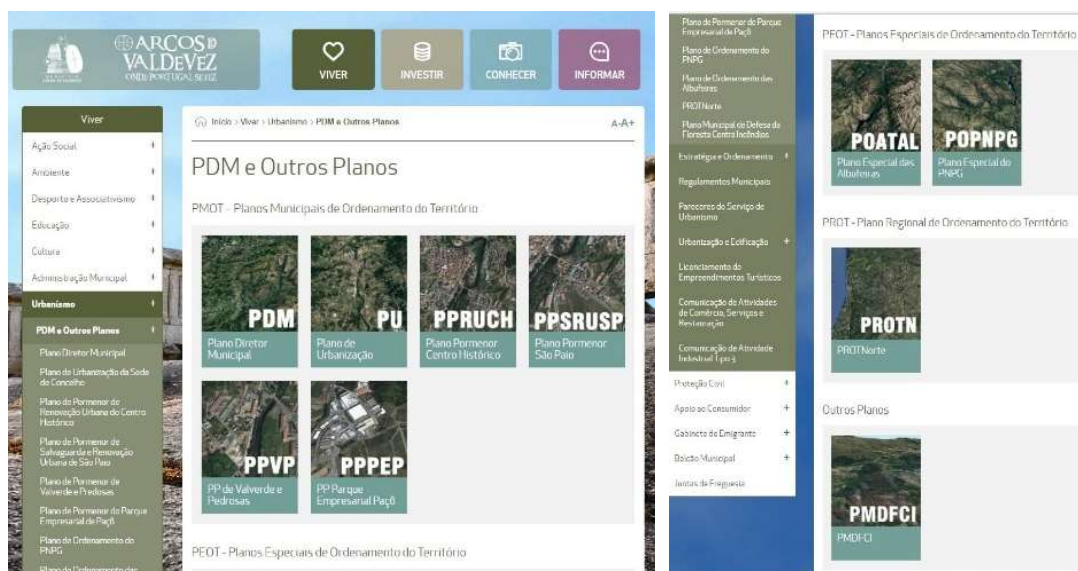 ARCOS DE
VALDEVEZ
ONDE PORTUGAL SE FEZ
VIVER
INVESTIR
CONHECER
INFORMAR
Viver
Ação Social +
Ambiente +
Desporto e Associativismo +
Educação +
Cultura +
Administração Municipal +
Urbanismo +
PDM e Outros Planos +
Plano Diretor Municipal
Plano de Urbanização da Sede
de Concelho
Plano de Pormenor de
Renovação Urbana do Centro
Histórico
Plano de Pormenor de
Salvaguarda e Renovação
Urbana de São Paio
Plano de Pormenor de
Valverde e Predosas
Plano de Pormenor do Parque
Empresarial de Paçô
Plano de Ordenamento do
PNPG
Plano de Ordenamento das
Início > Viver > Urbanismo > PDM e Outros Planos
A-A+
PDM e Outros Planos
PMOT - Planos Municipais de Ordenamento do Território
PDM
Plano Diretor
Municipal
PU
Plano de
Urbanização
PPRUCH
Plano Pormenor
Centro Histórico
PPSRUSP
Plano Pormenor
São Paio
PPVP
PP de Valverde e
Pedrosas
PPPEP
PP Parque
Empresarial Paçô
PEOT - Planos Especiais de Ordenamento do Território
Plano de Pormenor do Parque
Empresarial de Paçô
Plano de Ordenamento do
PNPG
Plano de Ordenamento das
Albufeiras
PROTNorte
Plano Municipal de Defesa da
Floresta Contra Incêndios
Estratégia e Ordenamento +
Regulamentos Municipais
Pareceres do Serviço de
Urbanismo
Urbanização e Edificação +
Licenciamento de
Empreendimentos Turísticos
Comunicação de Atividades
de Comércio, Serviços e
Restauração
Comunicação de Atividade
Industrial Tipo 3
Proteção Civil +
Apoio ao Consumidor +
Gabinete do Emigrante +
Balcão Municipal +
Juntas de Freguesia
PEOT - Planos Especiais de Ordenamento do Território
POATAL
Plano Especial das
Albufeiras
POPNPG
Plano Especial do
PNPG
PROT - Plano Regional de Ordenamento do Território
PROTN
PROTNorte
Outros Planos
PMDFCI
PMDFCI